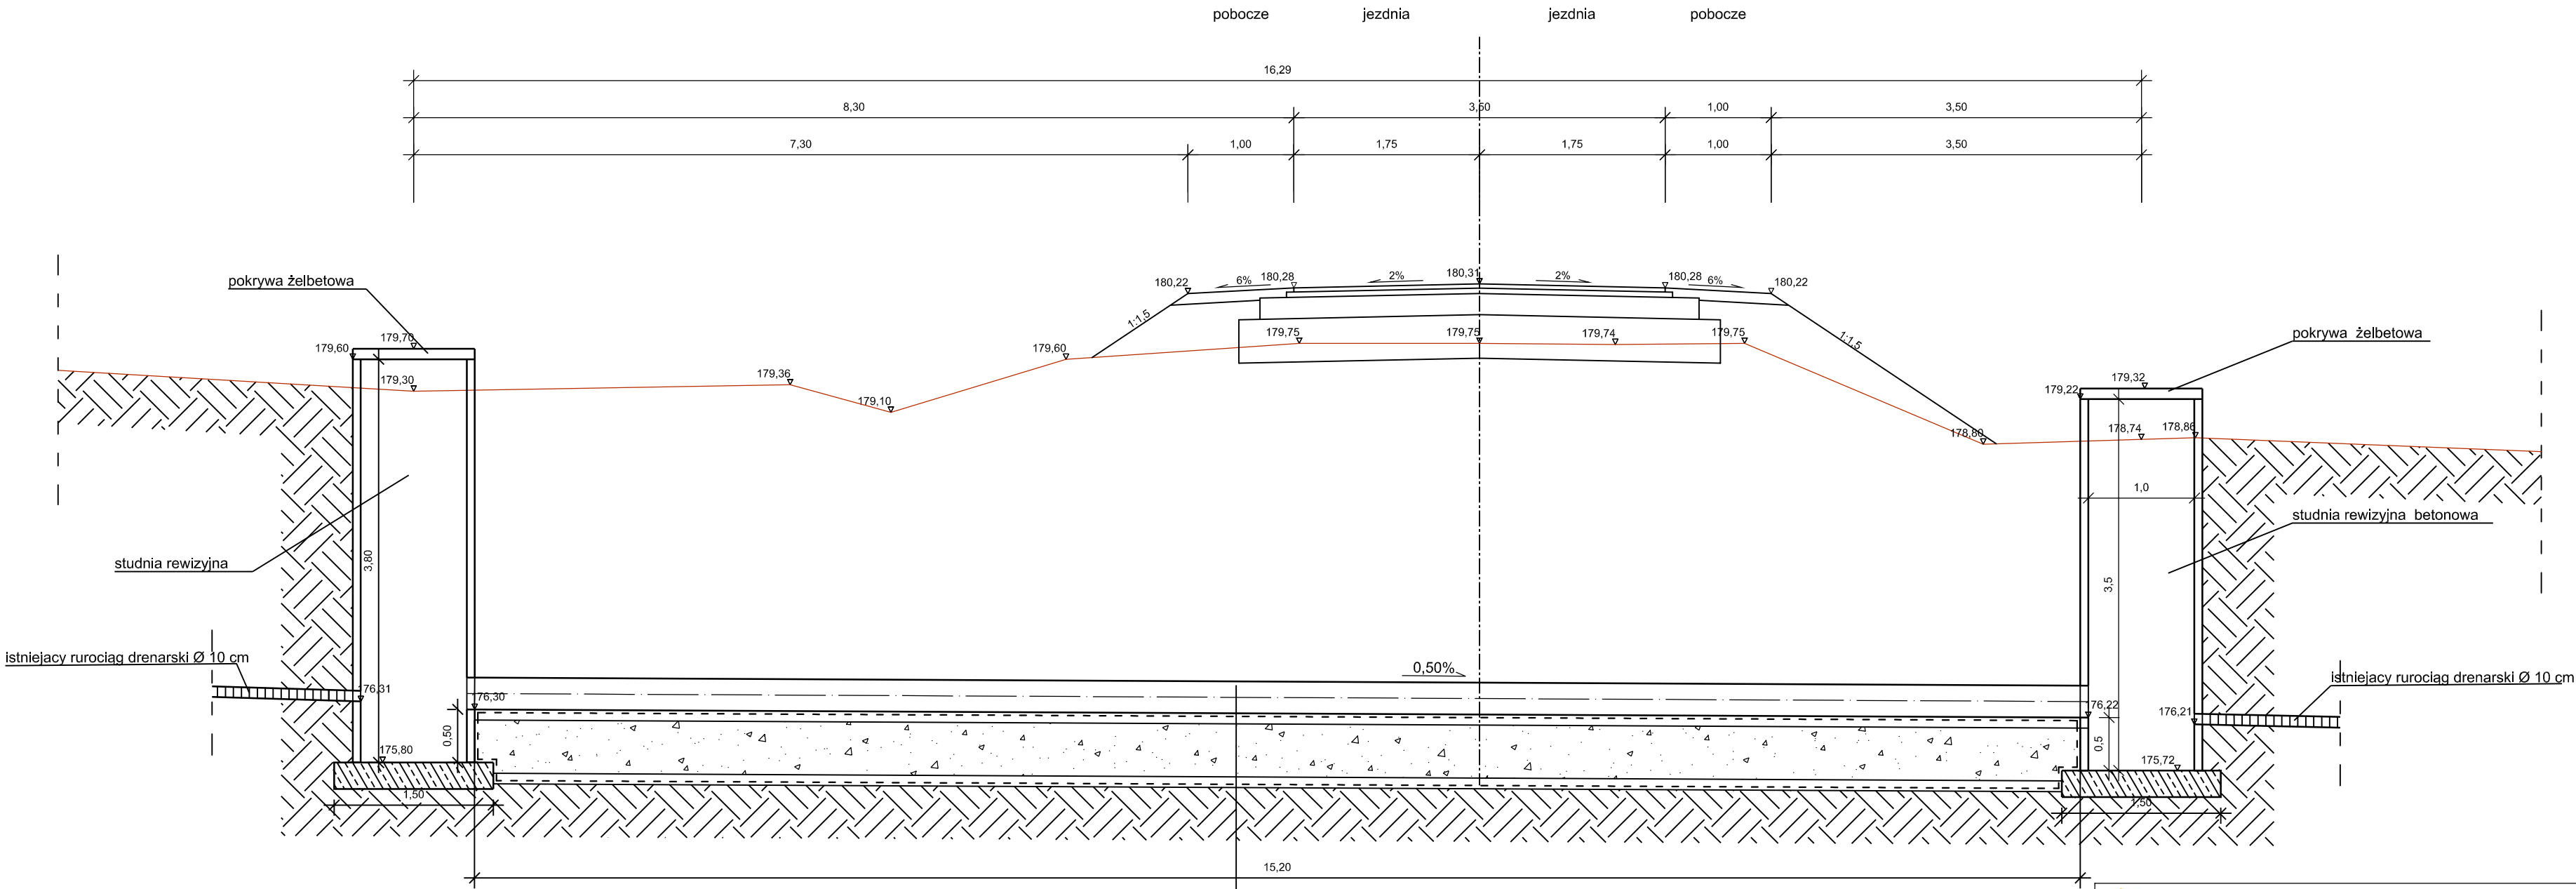 pobocze jezdnia jezdnia pobocze
16,29
8,30 3,50 1,00 3,50
7,30 1,00 1,75 1,75 1,00 3,50
pokrywa żelbetowa
180,22 6% 180,28 2% 180,31 2% 180,28 6% 180,22
1:1,5 1:1,5
179,60 179,70
179,30 179,36 179,10 179,60 179,75 179,75 179,74 179,75
pokrywa żelbetowa
179,22 179,32
178,80 178,74 178,86
1,0
studnia rewizyjna betonowa
studnia rewizyjna
3,80
3,5
istniejacy rurociąg drenarski Ø 10 cm
0,50%
istniejacy rurociąg drenarski Ø 10 cm
176,31 176,30 76,22 176,21
175,80 0,50 0,5 175,72
1,50 1,50
15,20